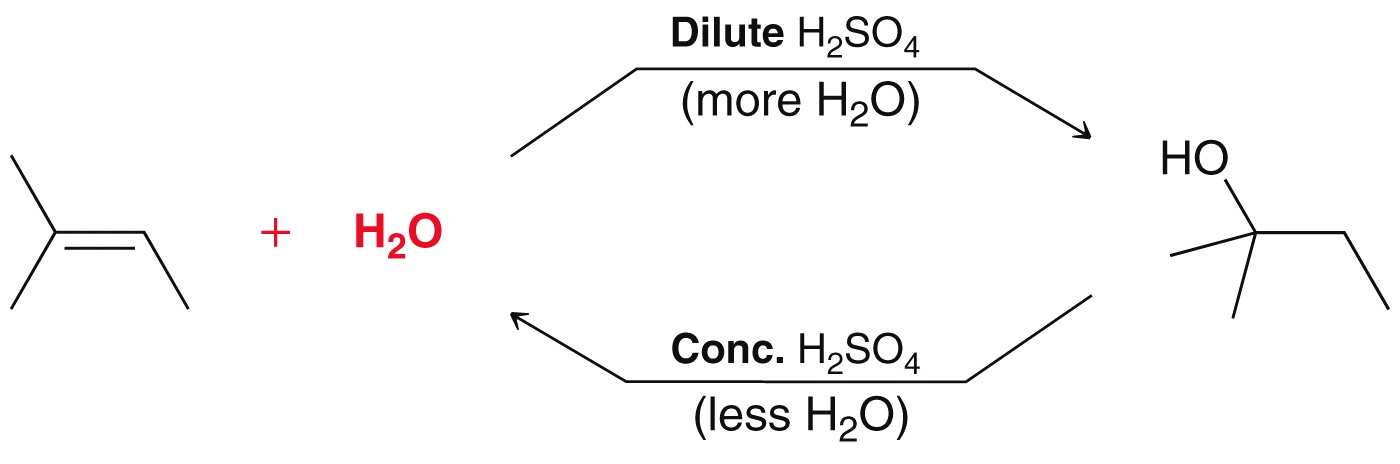 Dilute H₂SO₄
(more H₂O)
HO
+ H₂O
Conc. H₂SO₄
(less H₂O)